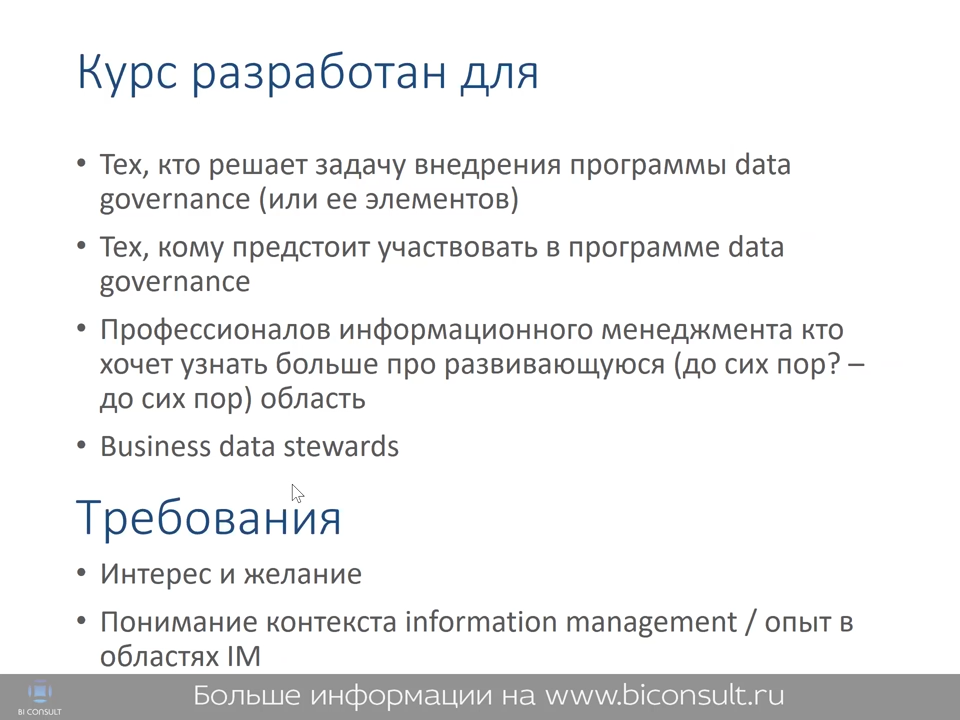 Курс разработан для
• Тех, кто решает задачу внедрения программы data
governance (или ее элементов)
• Тех, кому предстоит участвовать в программе data
governance
• Профессионалов информационного менеджмента кто
хочет узнать больше про развивающуюся (до сих пор? –
до сих пор) область
• Business data stewards
Требования
• Интерес и желание
• Понимание контекста information management / опыт в
областях IM
BI CONSULT
Больше информации на www.biconsult.ru